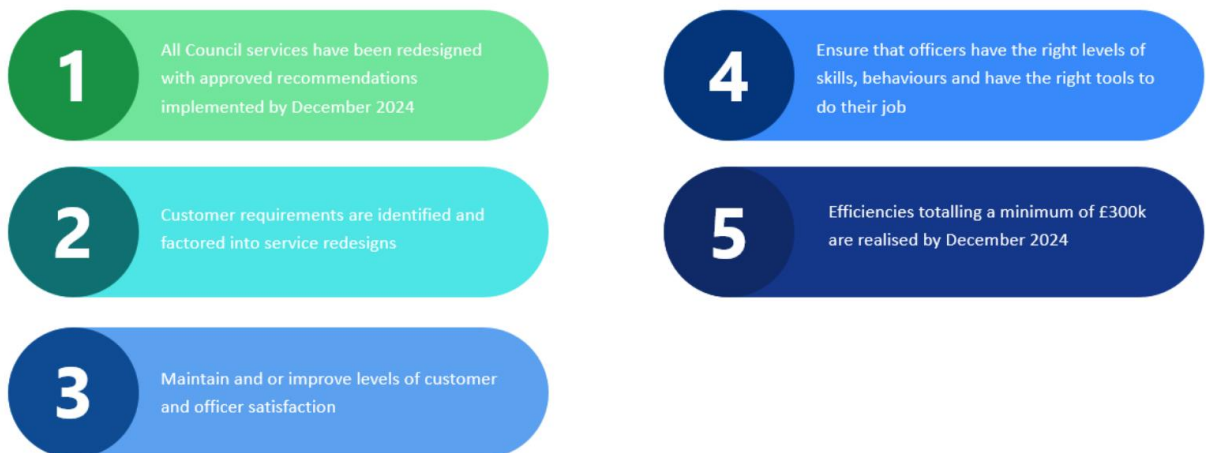 1
All Council services have been redesigned
with approved recommendations
implemented by December 2024
2
Customer requirements are identified and
factored into service redesigns
3
Maintain and or improve levels of customer
and officer satisfaction
4
Ensure that officers have the right levels of
skills, behaviours and have the right tools to
do their job
5
Efficiencies totalling a minimum of £300k
are realised by December 2024